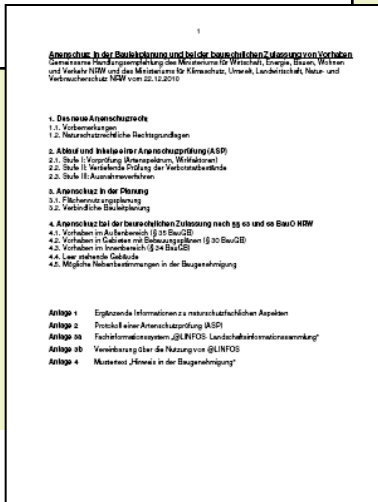 1
Artenschutz in der Bauleitplanung und bei der baurechtlichen Zulassung von Vorhaben
Gemeinsame Handlungsempfehlung des Ministeriums für Wirtschaft, Energie, Bauen, Wohnen
und Verkehr NRW und des Ministeriums für Klimaschutz, Umwelt, Landwirtschaft, Natur- und
Verbraucherschutz NRW vom 22.12.2010
1. Das neue Artenschutzrecht
1.1. Vorbemerkungen
1.2. Naturschutzrechtliche Rechtsgrundlagen
2. Ablauf und Inhalte einer Artenschutzprüfung (ASP)
2.1. Stufe I: Vorprüfung (Artenspektrum, Wirkfaktoren)
2.2. Stufe II: Vertiefende Prüfung der Verbotstatbestände
2.3. Stufe III: Ausnahmeverfahren
3. Artenschutz in der Planung
3.1. Flächennutzungsplanung
3.2. Verbindliche Bauleitplanung
4. Artenschutz bei der baurechtlichen Zulassung nach §§ 63 und 68 BauO NRW
4.1. Vorhaben im Außenbereich (§ 35 BauGB)
4.2. Vorhaben in Gebieten mit Bebauungsplänen (§ 30 BauGB)
4.3. Vorhaben im Innenbereich (§ 34 BauGB)
4.4. Leer stehende Gebäude
4.5. Mögliche Nebenbestimmungen in der Baugenehmigung
Anlage 1 Ergänzende Informationen zu naturschutzfachlichen Aspekten
Anlage 2 Protokoll einer Artenschutzprüfung (ASP)
Anlage 3a Fachinformationssystem „@LINFOS- Landschaftsinformationssammlung"
Anlage 3b Vereinbarung über die Nutzung von @LINFOS
Anlage 4 Mustertext „Hinweis in der Baugenehmigung"